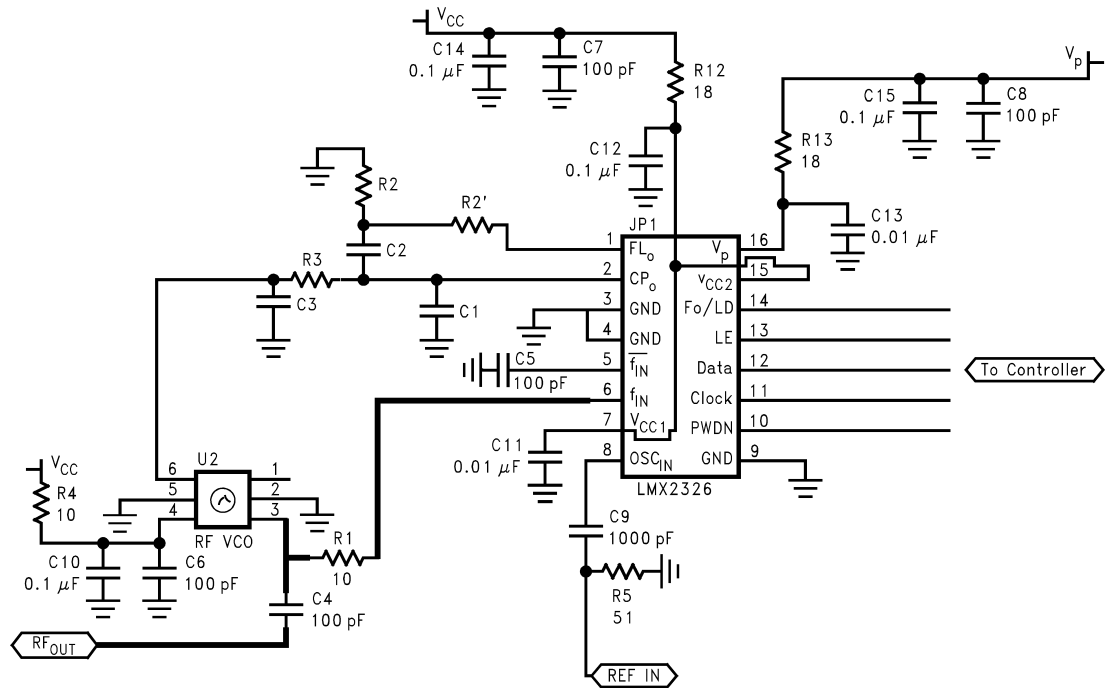 VCC
C14
0.1 μF
C7
100 pF
R12
18
Vp
C15
0.1 μF
C8
100 pF
R13
18
C12
0.1 μF
C13
0.01 μF
R2
R2'
C2
R3
C3
C1
JP1
1
FLo
2
CPo
3
GND
4
GND
5
fIN
6
fIN
7
VCC1
8
OSCIN
16
Vp
15
VCC2
14
Fo/LD
13
LE
12
Data
11
Clock
10
PWDN
9
GND
LMX2326
To Controller
C5
100 pF
C11
0.01 μF
C9
1000 pF
R5
51
REF IN
VCC
R4
10
U2
6
5
4
1
2
3
RF VCO
C10
0.1 μF
C6
100 pF
R1
10
C4
100 pF
RFOUT